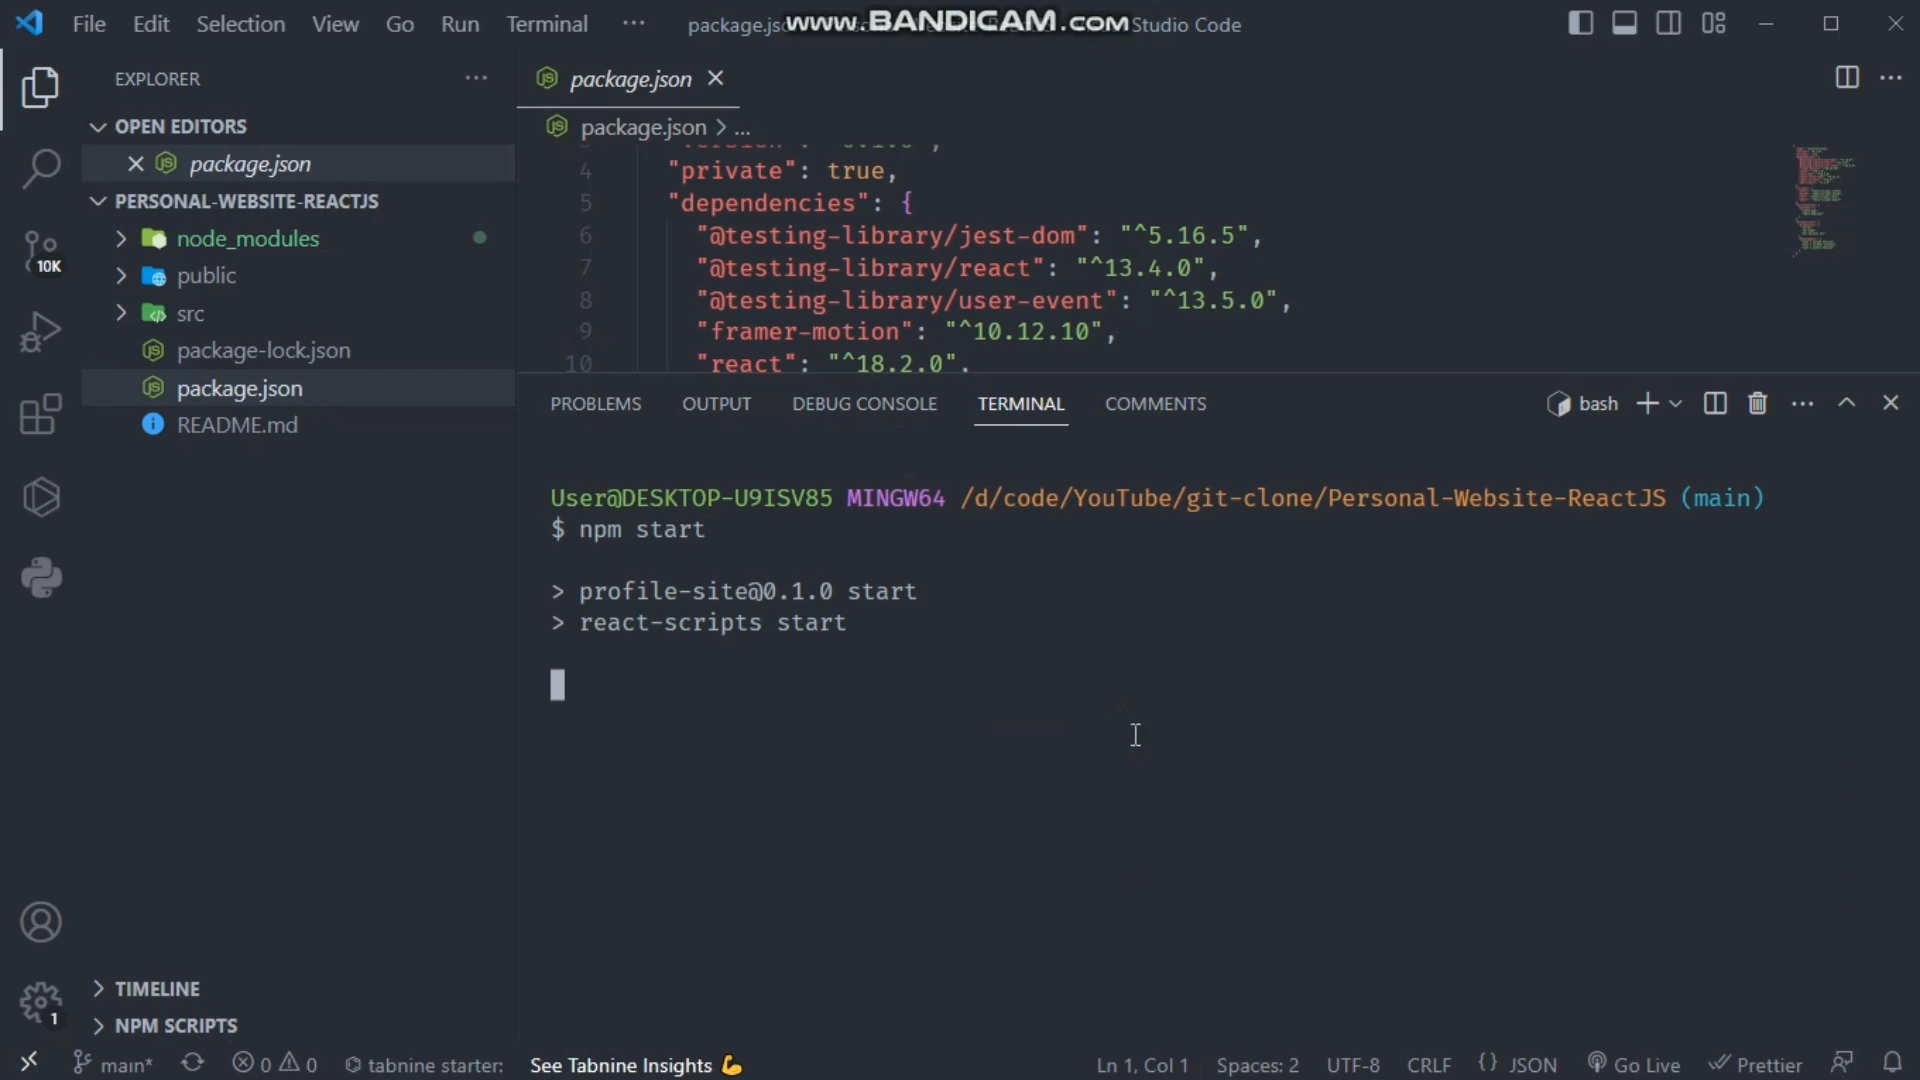 File Edit Selection View Go Run Terminal ··· package.js www.BANDICAM.com Studio Code
EXPLORER ···
OPEN EDITORS
package.json
PERSONAL-WEBSITE-REACTJS
node_modules
public
src
package-lock.json
package.json
README.md
10K
TIMELINE
1
NPM SCRIPTS
package.json
package.json > ...
4 "private": true,
5 "dependencies": {
6 "@testing-library/jest-dom": "^5.16.5",
7 "@testing-library/react": "^13.4.0",
8 "@testing-library/user-event": "^13.5.0",
9 "framer-motion": "^10.12.10",
10 "react": "^18.2.0",
PROBLEMS OUTPUT DEBUG CONSOLE TERMINAL COMMENTS bash
User@DESKTOP-U9ISV85 MINGW64 /d/code/YouTube/git-clone/Personal-Website-ReactJS (main)
$ npm start
> profile-site@0.1.0 start
> react-scripts start
main* 0 0 tabnine starter: See Tabnine Insights 💪 Ln 1, Col 1 Spaces: 2 UTF-8 CRLF {} JSON Go Live Prettier